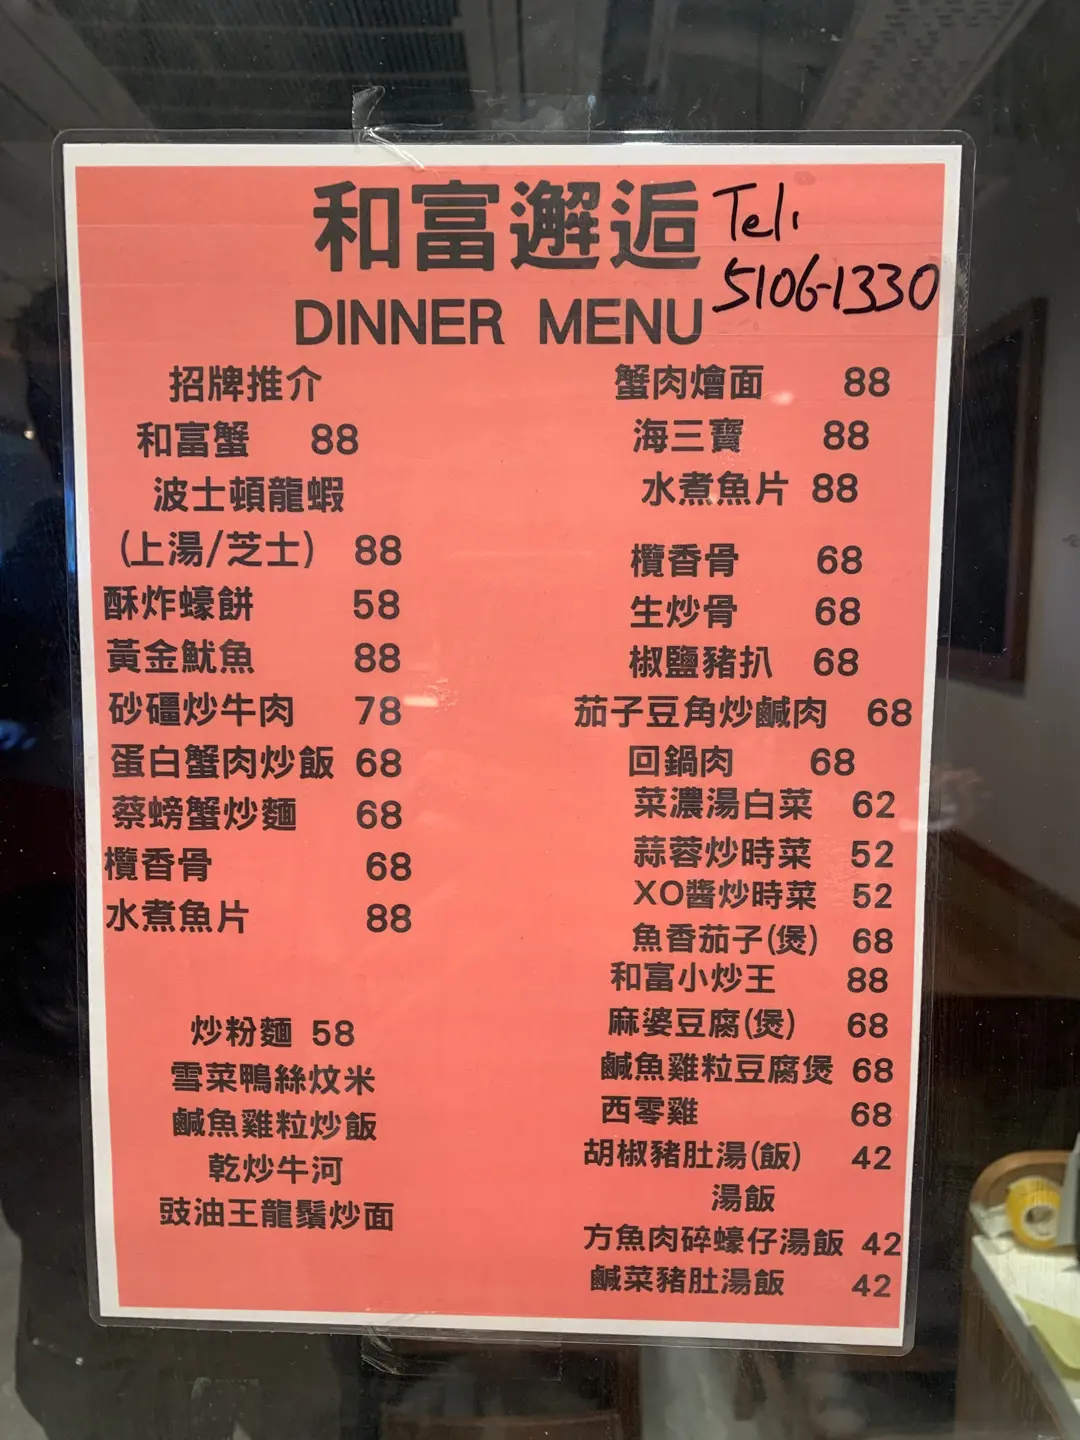 和富邂逅
Tel:
5106-1330
DINNER MENU
招牌推介
和富蟹 88
波士頓龍蝦
(上湯/芝士) 88
酥炸蠔餅 58
黃金魷魚 88
砂礓炒牛肉 78
蛋白蟹肉炒飯 68
蔡螃蟹炒麵 68
欖香骨 68
水煮魚片 88
炒粉麵 58
雪菜鴨絲炆米
鹹魚雞粒炒飯
乾炒牛河
豉油王龍鬚炒面
蟹肉燴面 88
海三寶 88
水煮魚片 88
欖香骨 68
生炒骨 68
椒鹽豬扒 68
茄子豆角炒鹹肉 68
回鍋肉 68
菜濃湯白菜 62
蒜蓉炒時菜 52
XO醬炒時菜 52
魚香茄子(煲) 68
和富小炒王 88
麻婆豆腐(煲) 68
鹹魚雞粒豆腐煲 68
西零雞 68
胡椒豬肚湯(飯) 42
湯飯
方魚肉碎蠔仔湯飯 42
鹹菜豬肚湯飯 42